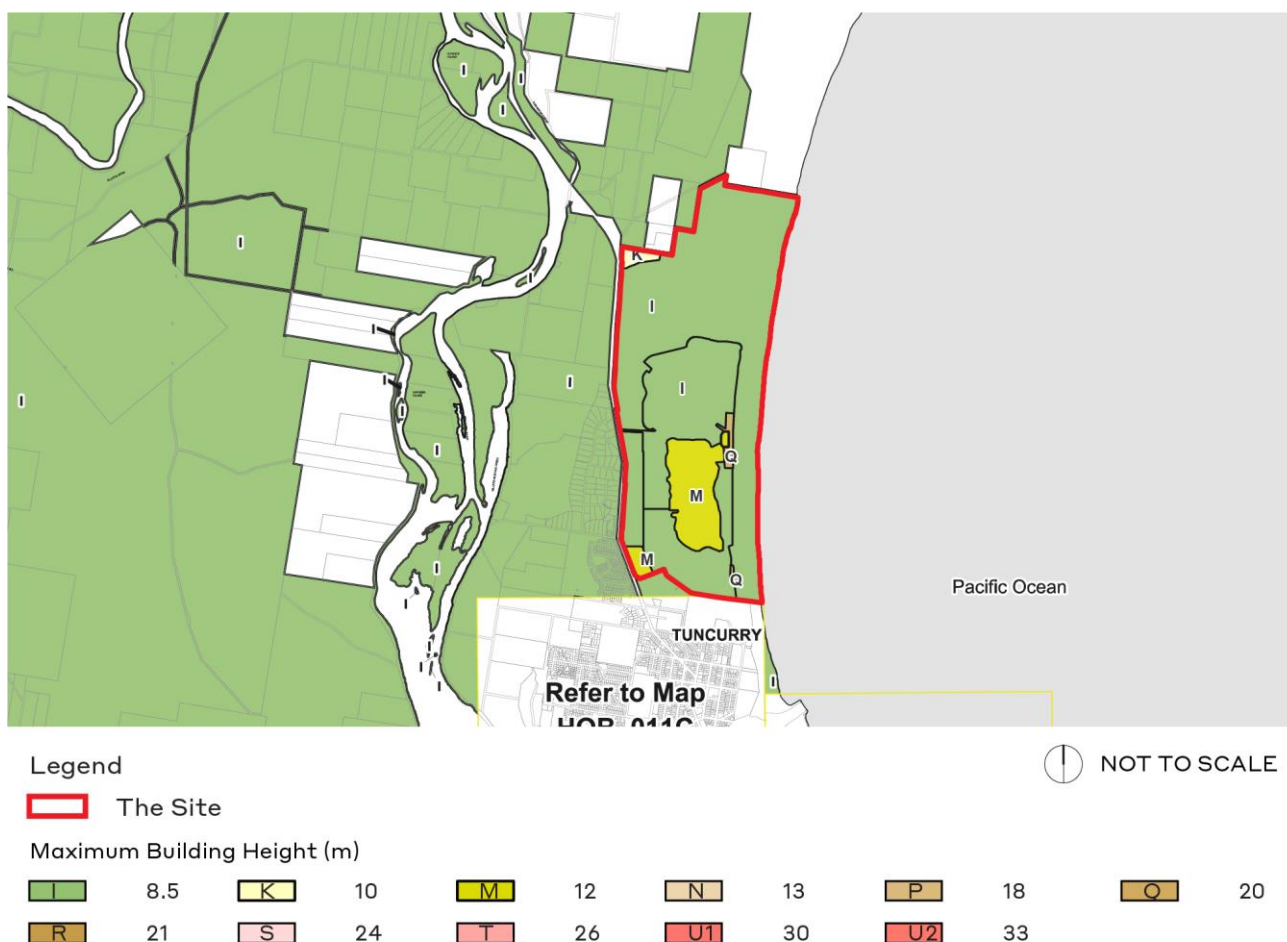 I
I
I
I
K
I
I
I
I
I
I
I
I
I
I
Q
M
I
M
Q
I
Pacific Ocean
TUNCURRY
I
I
I
I
I
Refer to Map
HOB_011C
Legend
NOT TO SCALE
The Site
Maximum Building Height (m)
I 8.5 K 10 M 12 N 13 P 18 Q 20
R 21 S 24 T 26 U1 30 U2 33